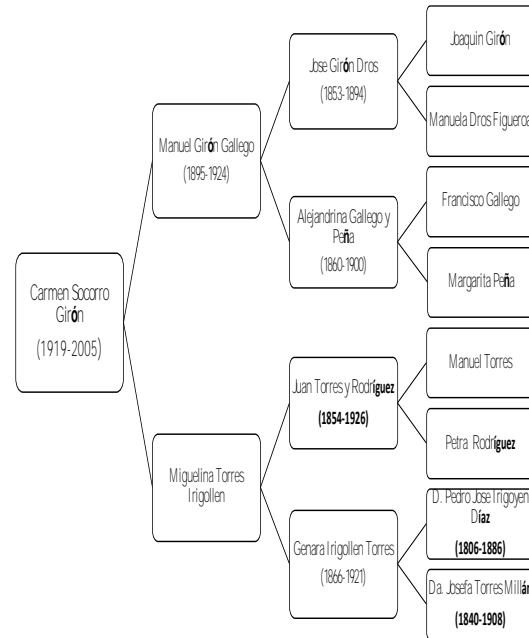 Carmen Socorro
Girón
(1919-2005)
Manuel Girón Gallego
(1895-1924)
Miguelina Torres
Irigollen
Jose Girón Dros
(1853-1894)
Alejandrina Gallego y
Peña
(1860-1900)
Juan Torres y Rodríguez
(1854-1926)
Genara Irigollen Torres
(1866-1921)
Joaquin Girón
Manuela Dros Figueroa
Francisco Gallego
Margarita Peña
Manuel Torres
Petra Rodríguez
D. Pedro Jose Irigoyen
Díaz
(1806-1886)
Da. Josefa Torres Millán
(1840-1908)